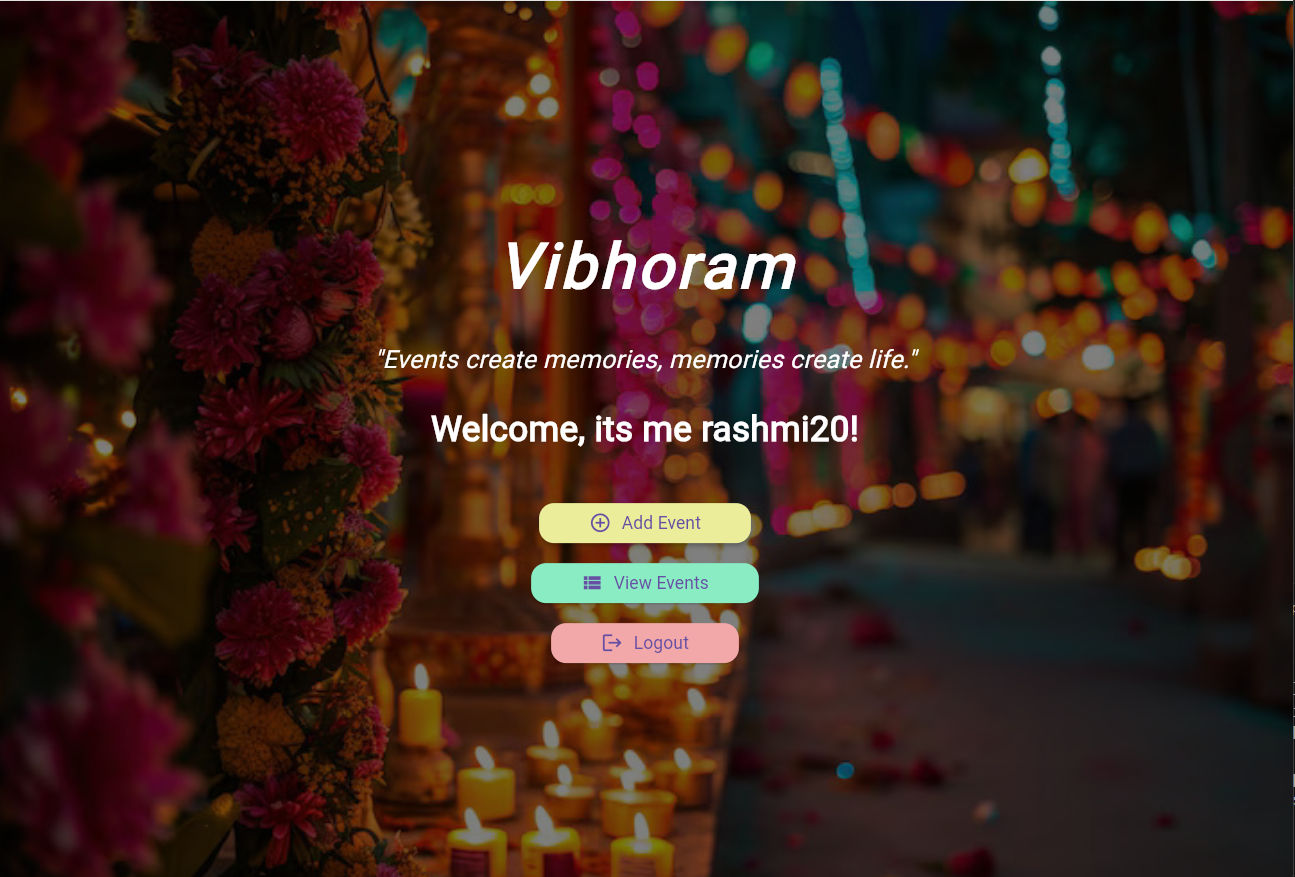 Vibhoram
"Events create memories, memories create life."
Welcome, its me rashmi20!
Add Event
View Events
Logout